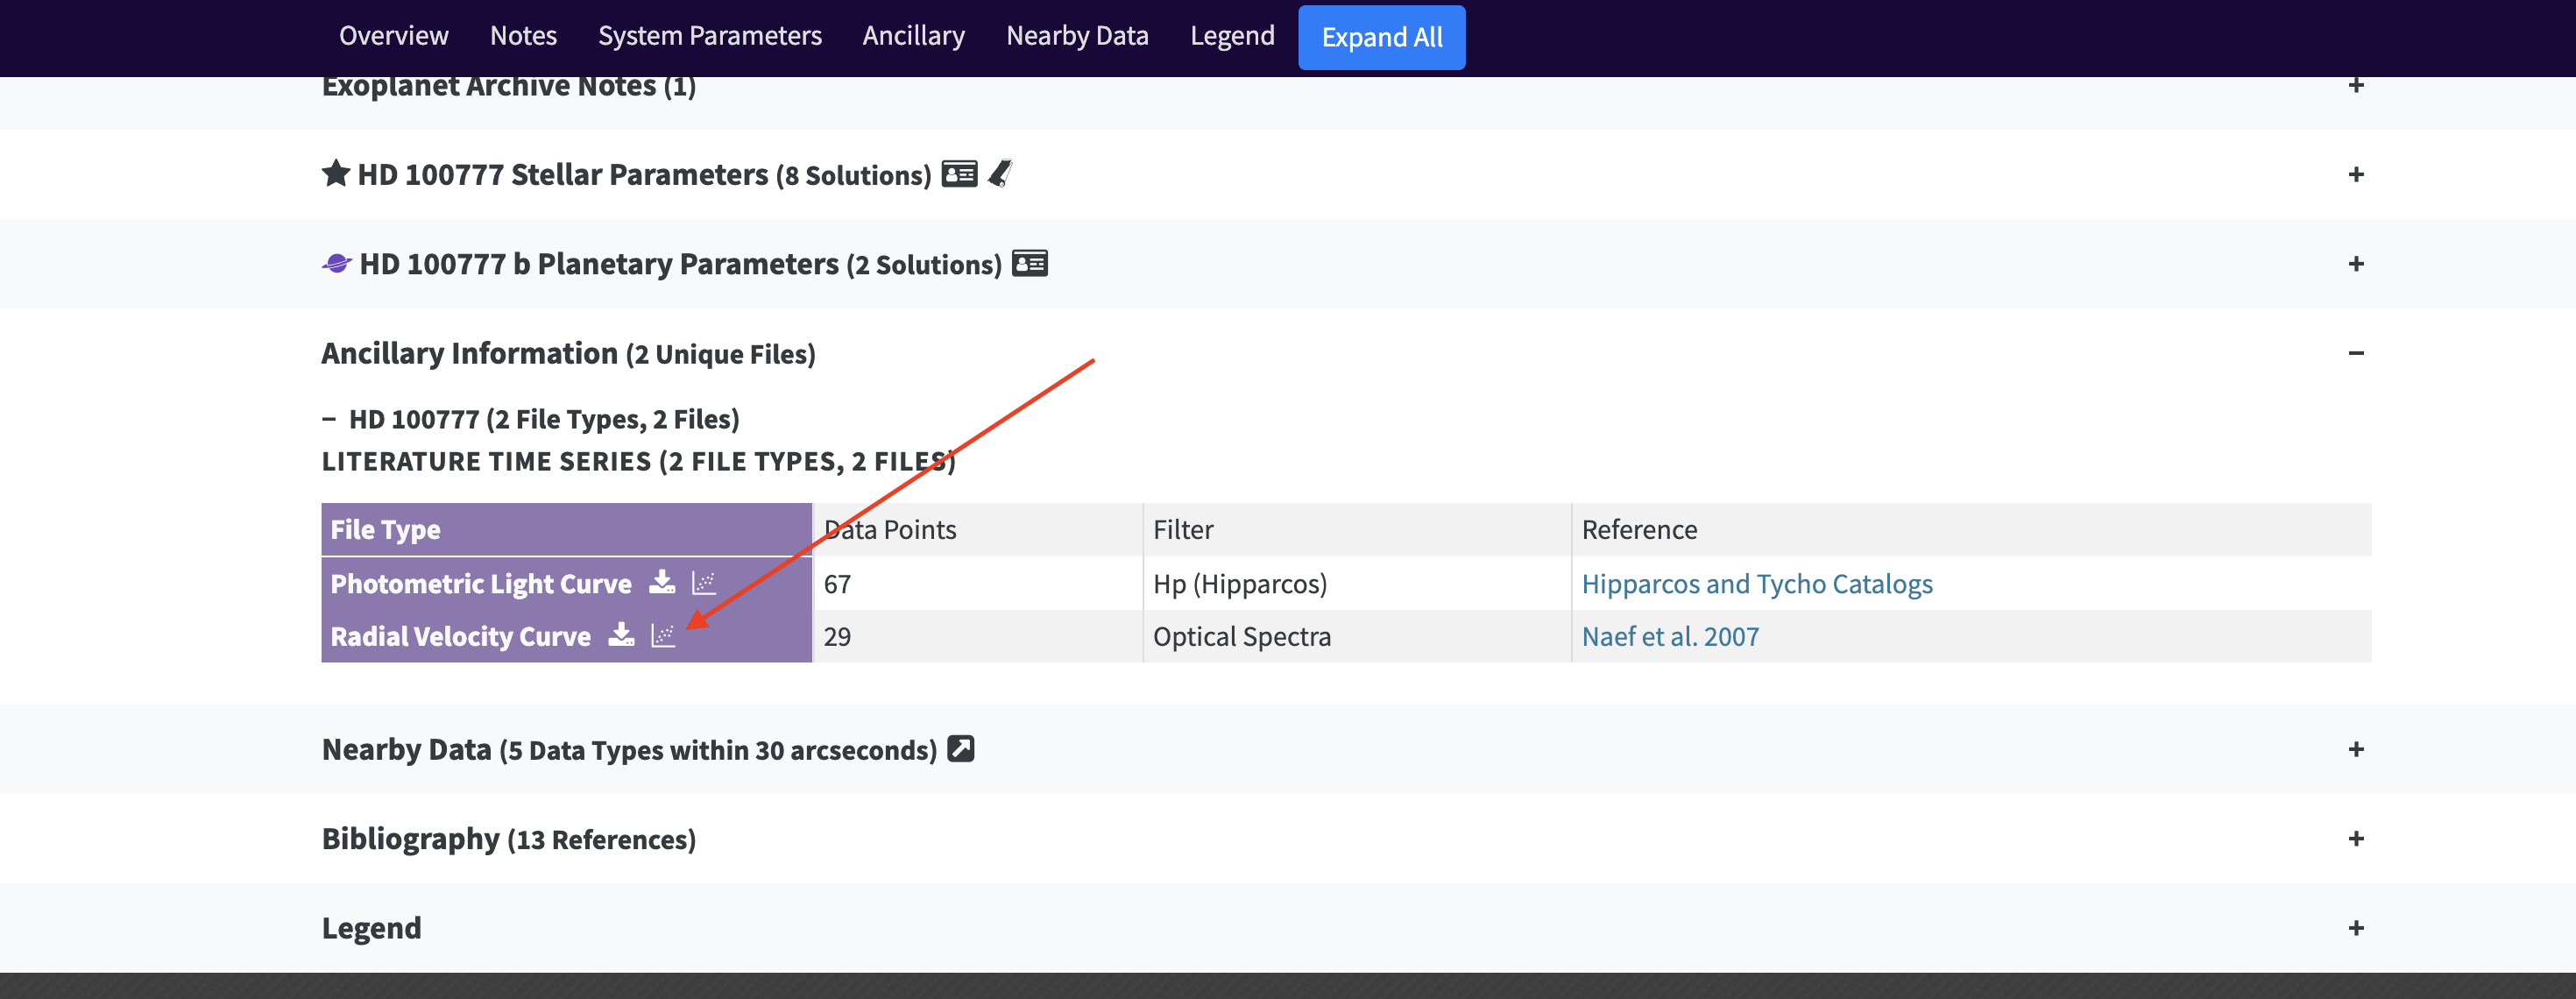 Overview Notes System Parameters Ancillary Nearby Data Legend Expand All
Exoplanet Archive Notes (1) +
HD 100777 Stellar Parameters (8 Solutions) +
HD 100777 b Planetary Parameters (2 Solutions) +
Ancillary Information (2 Unique Files) −
− HD 100777 (2 File Types, 2 Files)
LITERATURE TIME SERIES (2 FILE TYPES, 2 FILES)
File Type Data Points Filter Reference
Photometric Light Curve 67 Hp (Hipparcos) Hipparcos and Tycho Catalogs
Radial Velocity Curve 29 Optical Spectra Naef et al. 2007
Nearby Data (5 Data Types within 30 arcseconds) +
Bibliography (13 References) +
Legend +